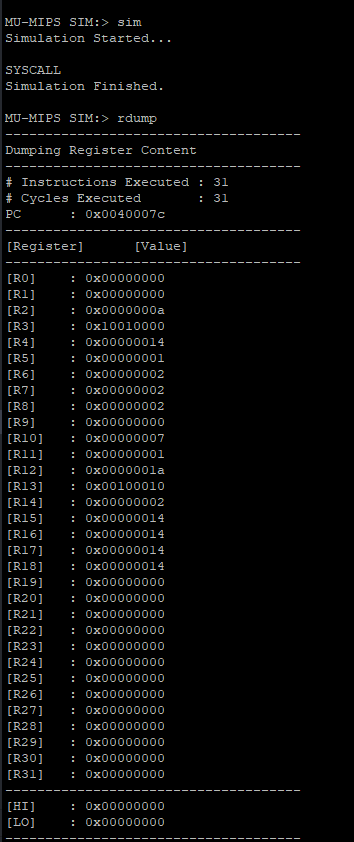 MU-MIPS SIM:> sim
Simulation Started...
SYSCALL
Simulation Finished.
MU-MIPS SIM:> rdump
-------------------------------------
Dumping Register Content
-------------------------------------
# Instructions Executed : 31
# Cycles Executed       : 31
PC      : 0x0040007c
-------------------------------------
[Register]      [Value]
-------------------------------------
[R0]    : 0x00000000
[R1]    : 0x00000000
[R2]    : 0x0000000a
[R3]    : 0x10010000
[R4]    : 0x00000014
[R5]    : 0x00000001
[R6]    : 0x00000002
[R7]    : 0x00000002
[R8]    : 0x00000002
[R9]    : 0x00000000
[R10]   : 0x00000007
[R11]   : 0x00000001
[R12]   : 0x0000001a
[R13]   : 0x00100010
[R14]   : 0x00000002
[R15]   : 0x00000014
[R16]   : 0x00000014
[R17]   : 0x00000014
[R18]   : 0x00000014
[R19]   : 0x00000000
[R20]   : 0x00000000
[R21]   : 0x00000000
[R22]   : 0x00000000
[R23]   : 0x00000000
[R24]   : 0x00000000
[R25]   : 0x00000000
[R26]   : 0x00000000
[R27]   : 0x00000000
[R28]   : 0x00000000
[R29]   : 0x00000000
[R30]   : 0x00000000
[R31]   : 0x00000000
-------------------------------------
[HI]    : 0x00000000
[LO]    : 0x00000000
-------------------------------------